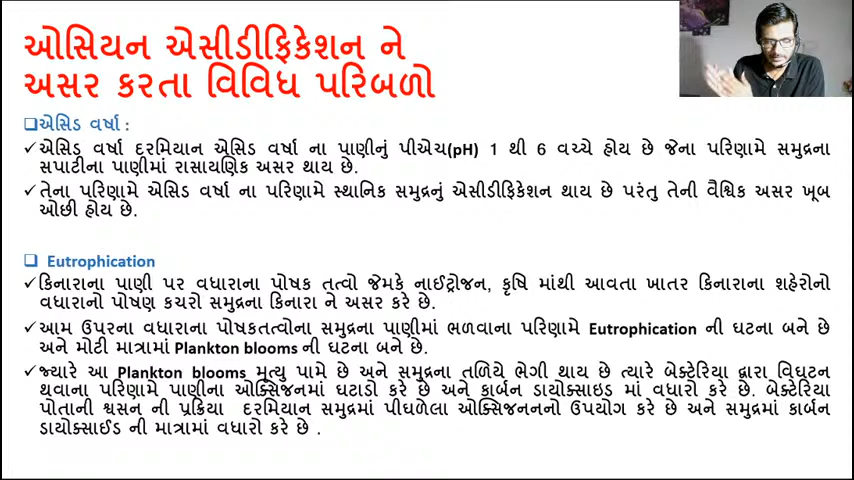 ઓસિયન એસીડીફિકેશન ને
અસર કરતા વિવિધ પરિબળો
❑એસિડ વર્ષા :
✓એસિડ વર્ષા દરમિયાન એસિડ વર્ષા ના પાણીનું પીએચ(pH) 1 થી 6 વચ્ચે હોય છે જેના પરિણામે સમુદ્રના
સપાટીના પાણીમાં રાસાયણિક અસર થાય છે.
✓તેના પરિણામે એસિડ વર્ષા ના પરિણામે સ્થાનિક સમુદ્રનું એસીડીફિકેશન થાય છે પરંતુ તેની વૈશ્વિક અસર ખૂબ
ઓછી હોય છે.
❑ Eutrophication
✓કિનારાના પાણી પર વધારાના પોષક તત્વો જેમકે નાઈટ્રોજન, કૃષિ માંથી આવતા ખાતર કિનારાના શહેરોનો
વધારાનો પોષણ કચરો સમુદ્રના કિનારા ને અસર કરે છે.
✓આમ ઉપરના વધારાના પોષકતત્વોના સમુદ્રના પાણીમાં ભળવાના પરિણામે Eutrophication ની ઘટના બને છે
અને મોટી માત્રામાં Plankton blooms ની ઘટના બને છે.
✓જ્યારે આ Plankton blooms મૃત્યુ પામે છે અને સમુદ્રના તળિયે ભેગી થાય છે ત્યારે બેક્ટેરિયા દ્વારા વિઘટન
થવાના પરિણામે પાણીના ઓક્સિજનમાં ઘટાડો કરે છે અને કાર્બન ડાયોક્સાઇડ માં વધારો કરે છે. બેક્ટેરિયા
પોતાની શ્વસન ની પ્રક્રિયા દરમિયાન સમુદ્રમાં પીઘળેલા ઓક્સિજનનનો ઉપયોગ કરે છે અને સમુદ્રમાં કાર્બન
ડાયોક્સાઈડ ની માત્રામાં વધારો કરે છે .